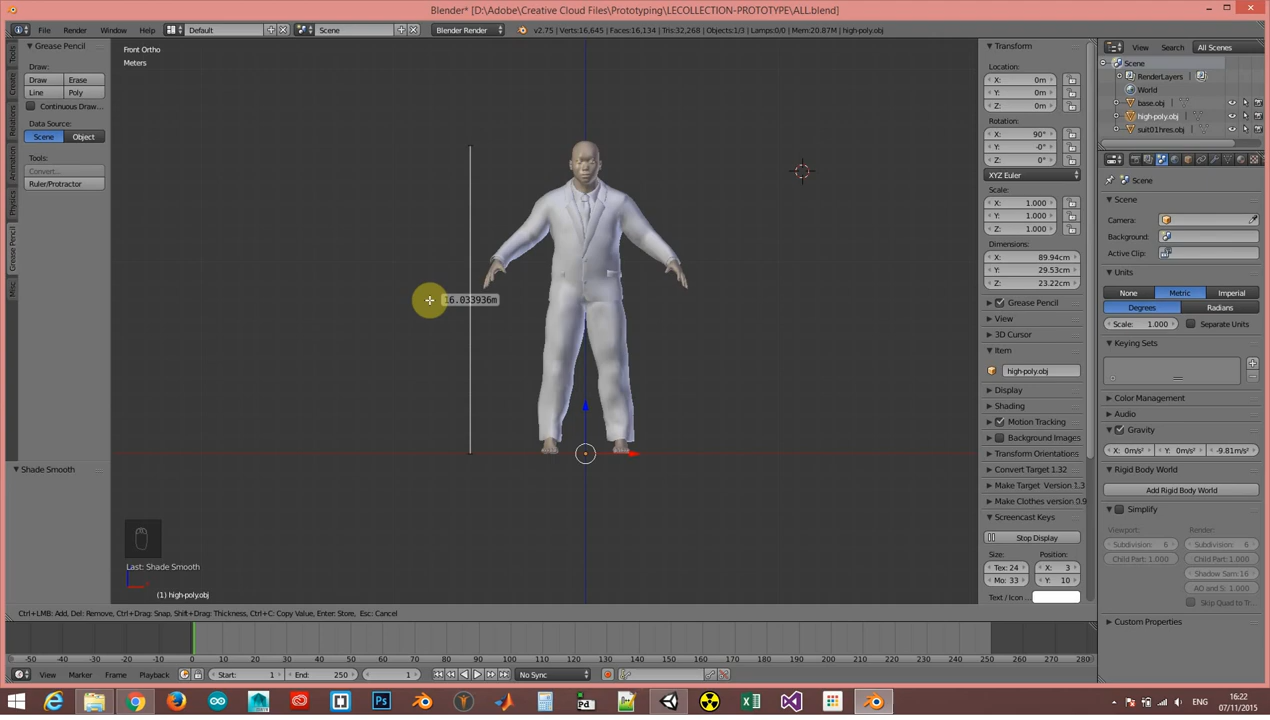 Blender* [D:\Adobe\Creative Cloud Files\Prototyping\LECOLLECTION-PROTOTYPE\ALL.blend]
File Render Window Help Default Scene Blender Render v2.75 | Verts:16,645 | Faces:16,134 | Tris:32,268 | Objects:1/3 | Lamps:0/0 | Mem:20.87M | high-poly.obj View Search All Scenes
Grease Pencil
Draw:
Draw Erase
Line Poly
Continuous Draw...
Data Source:
Scene Object
Tools:
Convert...
Ruler/Protractor
Tools
Create
Relations
Animation
Physics
Grease Pencil
Misc
Shade Smooth
Front Ortho
Meters
16.033936m
Last: Shade Smooth
(1) high-poly.obj
Transform
Location:
X: 0m
Y: 0m
Z: 0m
Rotation:
X: 90°
Y: -0°
Z: 0°
XYZ Euler
Scale:
X: 1.000
Y: 1.000
Z: 1.000
Dimensions:
X: 89.94cm
Y: 29.53cm
Z: 23.22cm
Grease Pencil
View
3D Cursor
Item
high-poly.obj
Display
Shading
Motion Tracking
Background Images
Transform Orientations
Convert Target 1.32
Make Target Version 1.3
Make Clothes version 0.9
Screencast Keys
Stop Display
Size: Position:
Tex: 24 X: 3
Mo: 33 Y: 10
Text / Icon...
Scene
RenderLayers
World
base.obj
high-poly.obj
suit01hres.obj
Scene
Scene
Camera:
Background:
Active Clip:
Units
None Metric Imperial
Degrees Radians
Scale: 1.000 Separate Units
Keying Sets
Color Management
Audio
Gravity
X: 0m/s² Y: 0m/s² -9.81m/s²
Rigid Body World
Add Rigid Body World
Simplify
Viewport: Render:
Subdivision: 6 Subdivision: 6
Child Part:1.000 Child Part:1.000
Shadow Sam:16
AO and S: 1.000
Skip Quad to Tr...
Custom Properties
Ctrl+LMB: Add, Del: Remove, Ctrl+Drag: Snap, Shift+Drag: Thickness, Ctrl+C: Copy Value, Enter: Store, Esc: Cancel
-50 -40 -30 -20 -10 0 10 20 30 40 50 60 70 80 90 100 110 120 130 140 150 160 170 180 190 200 210 220 230 240 250 260 270 280
View Marker Frame Playback Start: 1 End: 250 1 No Sync
Ps Pd
ENG 16:22
07/11/2015